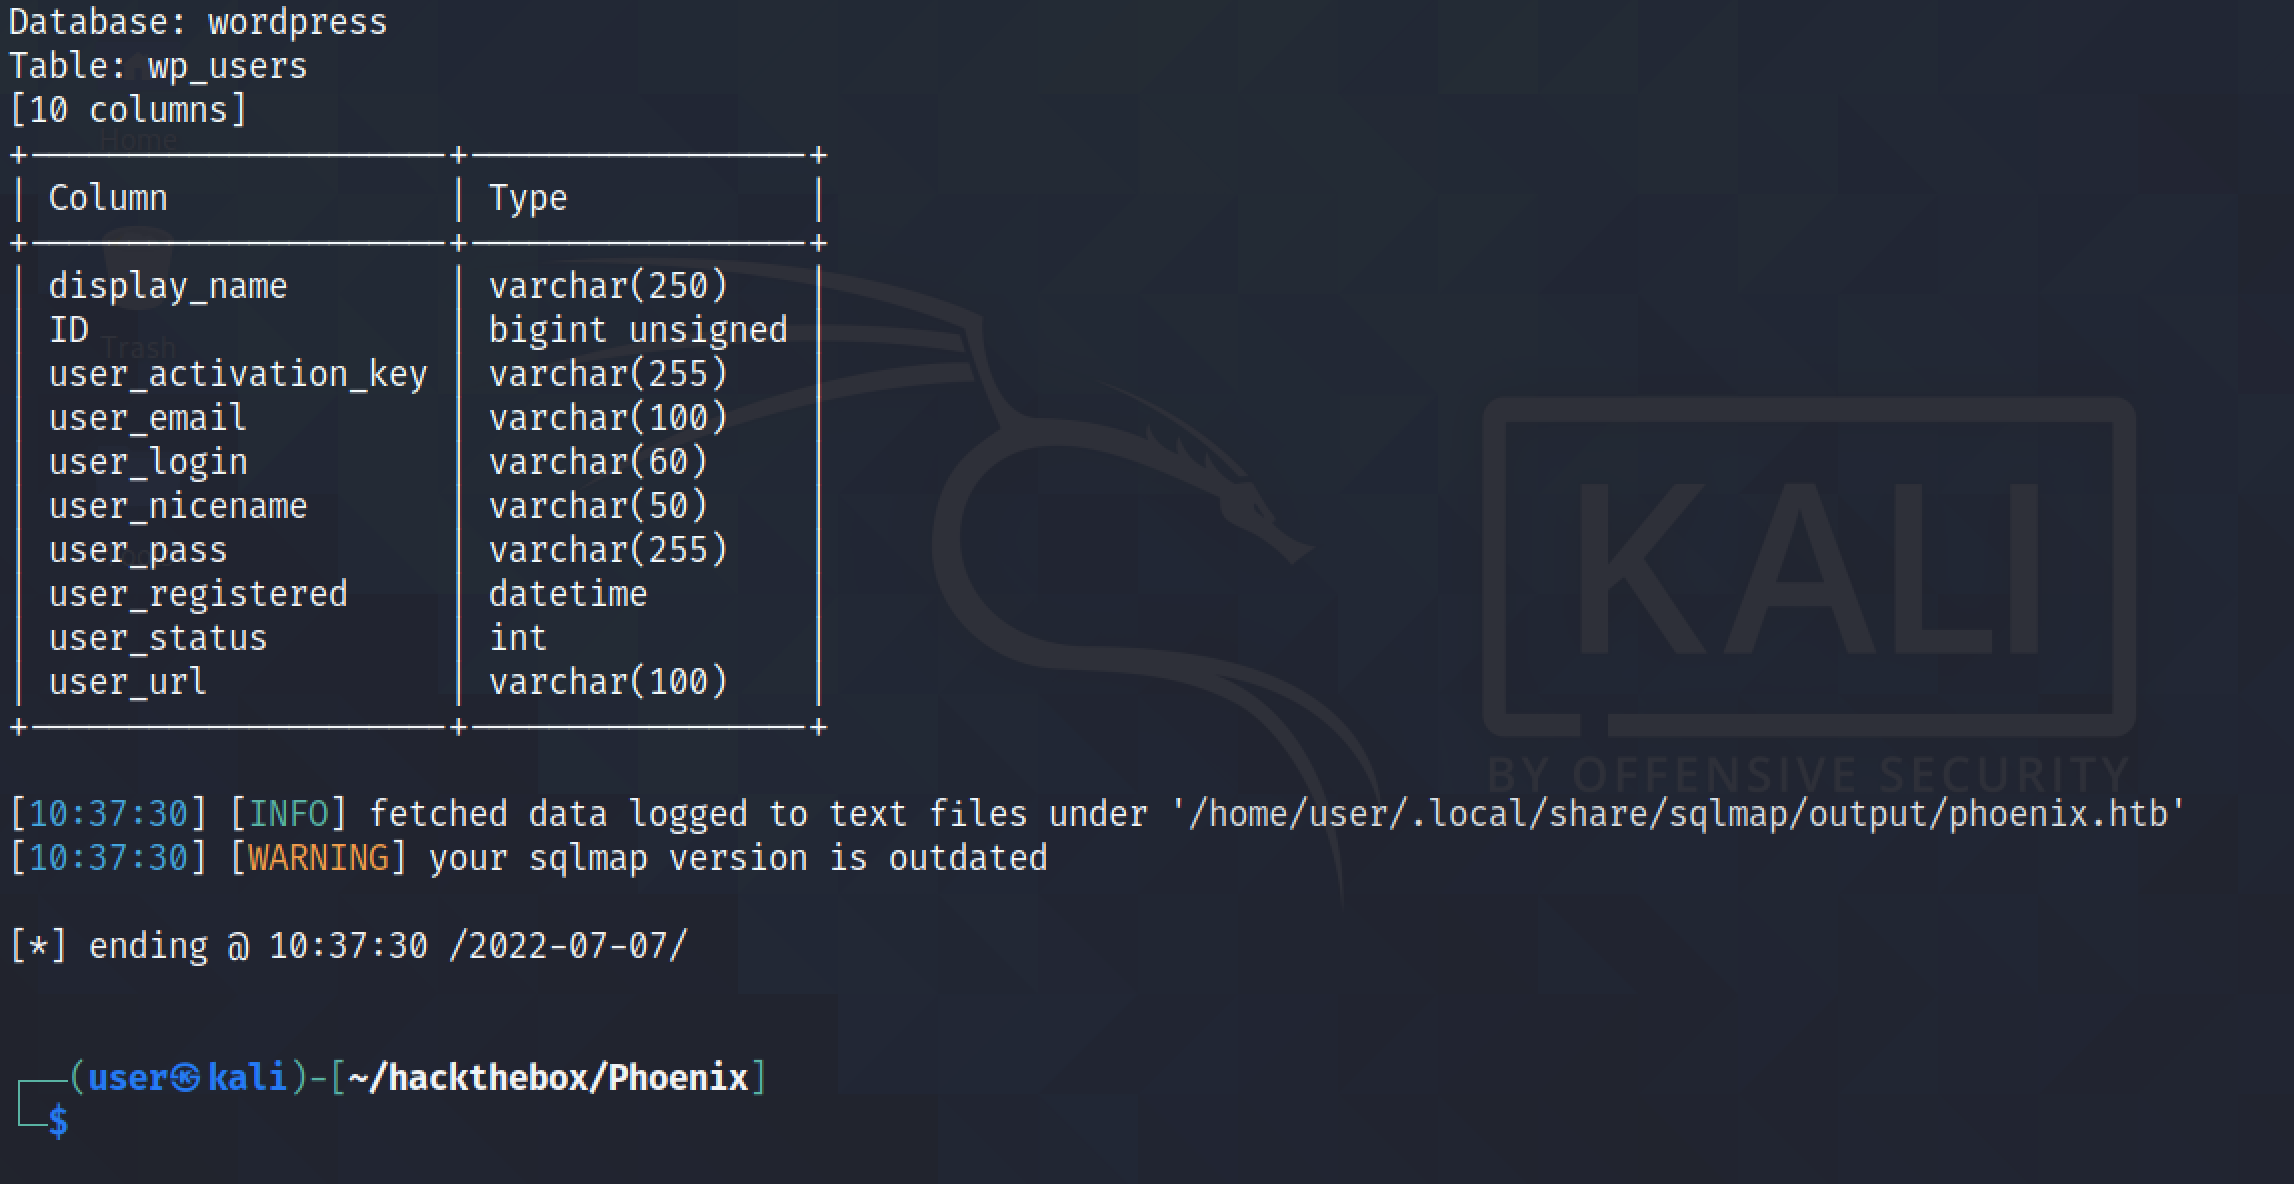 Database: wordpress
Table: wp_users
[10 columns]
Home
| Column | Type |
| display_name | varchar(250) |
| ID | bigint unsigned |
Trash
| user_activation_key | varchar(255) |
| user_email | varchar(100) |
| user_login | varchar(60) |
| user_nicename | varchar(50) |
| user_pass | varchar(255) |
| user_registered | datetime |
| user_status | int |
| user_url | varchar(100) |
KALI
BY OFFENSIVE SECURITY
[10:37:30] [INFO] fetched data logged to text files under '/home/user/.local/share/sqlmap/output/phoenix.htb'
[10:37:30] [WARNING] your sqlmap version is outdated
[*] ending @ 10:37:30 /2022-07-07/
(user㉿kali)-[~/hackthebox/Phoenix]
$